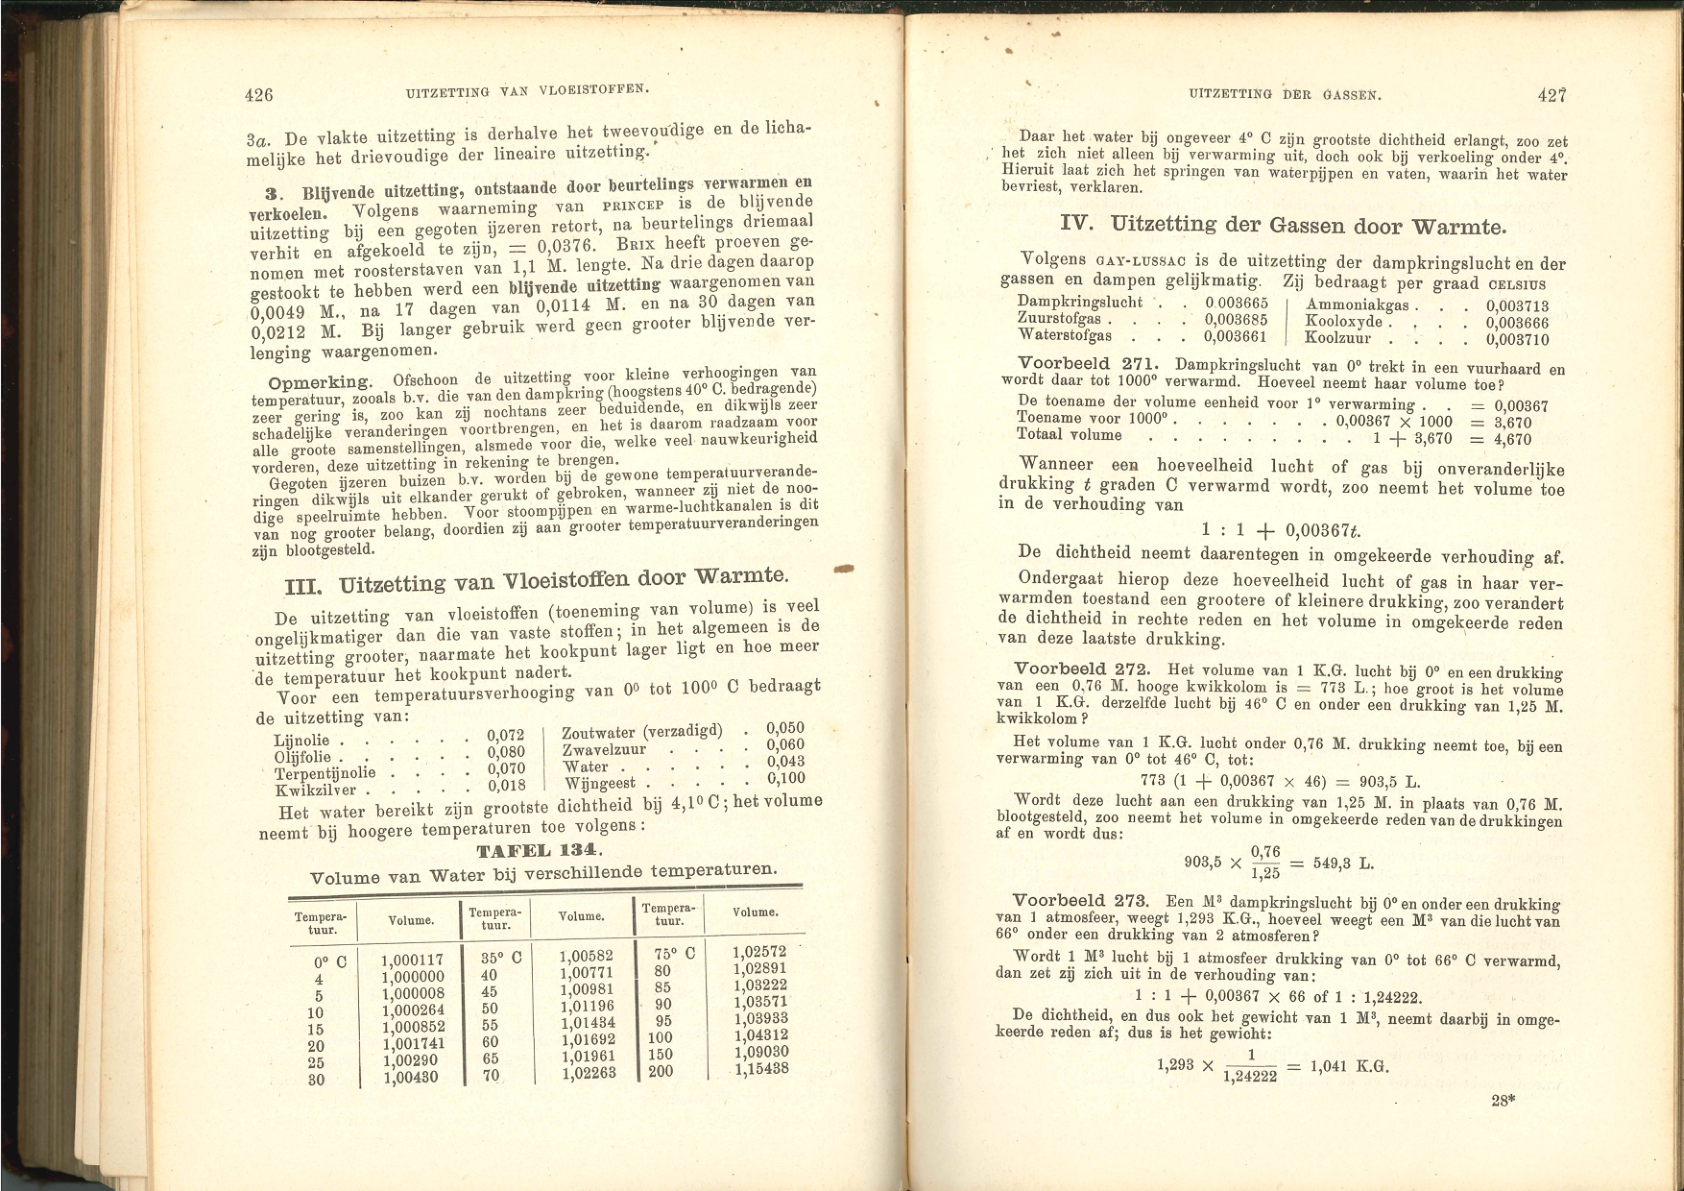 426
UITZETTING VAN VLOEISTOFFEN.
3a. De vlakte uitzetting is derhalve het tweevoudige en de licha-
melijke het drievoudige der lineaire uitzetting.
3. Blijvende uitzetting, ontstaande door beurtelings verwarmen en
verkoelen. Volgens waarneming van PRINCEP is de blijvende
uitzetting bij een gegoten ijzeren retort, na beurtelings driemaal
verhit en afgekoeld te zijn, = 0,0376. BRIX heeft proeven ge-
nomen met roosterstaven van 1,1 M. lengte. Na drie dagen daarop
gestookt te hebben werd een blijvende uitzetting waargenomen van
0,0049 M., na 17 dagen van 0,0114 M. en na 30 dagen van
0,0212 M. Bij langer gebruik werd geen grooter blijvende ver-
lenging waargenomen.
Opmerking. Ofschoon de uitzetting voor kleine verhoogingen van
temperatuur, zooals b.v. die van den dampkring (hoogstens 40° C. bedragende)
zeer gering is, zoo kan zij nochtans zeer beduidende, en dikwijls zeer
schadelijke veranderingen voortbrengen, en het is daarom raadzaam voor
alle groote samenstellingen, alsmede voor die, welke veel nauwkeurigheid
vorderen, deze uitzetting in rekening te brengen.
Gegoten ijzeren buizen b.v. worden bij de gewone temperatuurverande-
ringen dikwijls uit elkander gerukt of gebroken, wanneer zij niet de noo-
dige speelruimte hebben. Voor stoompijpen en warme-luchtkanalen is dit
van nog grooter belang, doordien zij aan grooter temperatuurveranderingen
zijn blootgesteld.
III. Uitzetting van Vloeistoffen door Warmte.
De uitzetting van vloeistoffen (toeneming van volume) is veel
ongelijkmatiger dan die van vaste stoffen; in het algemeen is de
uitzetting grooter, naarmate het kookpunt lager ligt en hoe meer
de temperatuur het kookpunt nadert.
Voor een temperatuursverhooging van 0° tot 100° C bedraagt
de uitzetting van:
Lijnolie . . . . . . 0,072 | Zoutwater (verzadigd) . 0,050
Olijfolie . . . . . . 0,080 | Zwavelzuur . . . . 0,060
Terpentijnolie . . . . 0,070 | Water . . . . . . 0,043
Kwikzilver . . . . . 0,018 | Wijngeest . . . . . 0,100
Het water bereikt zijn grootste dichtheid bij 4,1° C; het volume
neemt bij hoogere temperaturen toe volgens:
TAFEL 134.
Volume van Water bij verschillende temperaturen.
Tempera- | Volume. | Tempera- | Volume. | Tempera- | Volume.
tuur. | tuur. | tuur.
0° C | 1,000117 | 35° C | 1,00582 | 75° C | 1,02572
4 | 1,000000 | 40 | 1,00771 | 80 | 1,02891
5 | 1,000008 | 45 | 1,00981 | 85 | 1,03222
10 | 1,000264 | 50 | 1,01196 | 90 | 1,03571
15 | 1,000852 | 55 | 1,01434 | 95 | 1,03933
20 | 1,001741 | 60 | 1,01692 | 100 | 1,04312
25 | 1,00290 | 65 | 1,01961 | 150 | 1,09030
30 | 1,00430 | 70 | 1,02263 | 200 | 1,15438
UITZETTING DER GASSEN.
427
Daar het water bij ongeveer 4° C zijn grootste dichtheid erlangt, zoo zet
het zich niet alleen bij verwarming uit, doch ook bij verkoeling onder 4°.
Hieruit laat zich het springen van waterpijpen en vaten, waarin het water
bevriest, verklaren.
IV. Uitzetting der Gassen door Warmte.
Volgens GAY-LUSSAC is de uitzetting der dampkringslucht en der
gassen en dampen gelijkmatig. Zij bedraagt per graad CELSIUS
Dampkringslucht . . 0.003665 | Ammoniakgas . . . 0,003713
Zuurstofgas . . . . 0,003685 | Kooloxyde . . . . 0,003666
Waterstofgas . . . 0,003661 | Koolzuur . . . . 0,003710
Voorbeeld 271. Dampkringslucht van 0° trekt in een vuurhaard en
wordt daar tot 1000° verwarmd. Hoeveel neemt haar volume toe?
De toename der volume eenheid voor 1° verwarming . . = 0,00367
Toename voor 1000° . . . . . . . 0,00367 × 1000 = 3,670
Totaal volume . . . . . . . . . 1 + 3,670 = 4,670
Wanneer een hoeveelheid lucht of gas bij onveranderlijke
drukking t graden C verwarmd wordt, zoo neemt het volume toe
in de verhouding van
1 : 1 + 0,00367t.
De dichtheid neemt daarentegen in omgekeerde verhouding af.
Ondergaat hierop deze hoeveelheid lucht of gas in haar ver-
warmden toestand een grootere of kleinere drukking, zoo verandert
de dichtheid in rechte reden en het volume in omgekeerde reden
van deze laatste drukking.
Voorbeeld 272. Het volume van 1 K.G. lucht bij 0° en een drukking
van een 0,76 M. hooge kwikkolom is = 773 L.; hoe groot is het volume
van 1 K.G. derzelfde lucht bij 46° C en onder een drukking van 1,25 M.
kwikkolom?
Het volume van 1 K.G. lucht onder 0,76 M. drukking neemt toe, bij een
verwarming van 0° tot 46° C, tot:
773 (1 + 0,00367 × 46) = 903,5 L.
Wordt deze lucht aan een drukking van 1,25 M. in plaats van 0,76 M.
blootgesteld, zoo neemt het volume in omgekeerde reden van de drukkingen
af en wordt dus:
903,5 × 0,76/1,25 = 549,3 L.
Voorbeeld 273. Een M³ dampkringslucht bij 0° en onder een drukking
van 1 atmosfeer, weegt 1,293 K.G., hoeveel weegt een M³ van die lucht van
66° onder een drukking van 2 atmosferen?
Wordt 1 M³ lucht bij 1 atmosfeer drukking van 0° tot 66° C verwarmd,
dan zet zij zich uit in de verhouding van:
1 : 1 + 0,00367 × 66 of 1 : 1,24222.
De dichtheid, en dus ook het gewicht van 1 M³, neemt daarbij in omge-
keerde reden af; dus is het gewicht:
1,293 × 1/1,24222 = 1,041 K.G.
28*